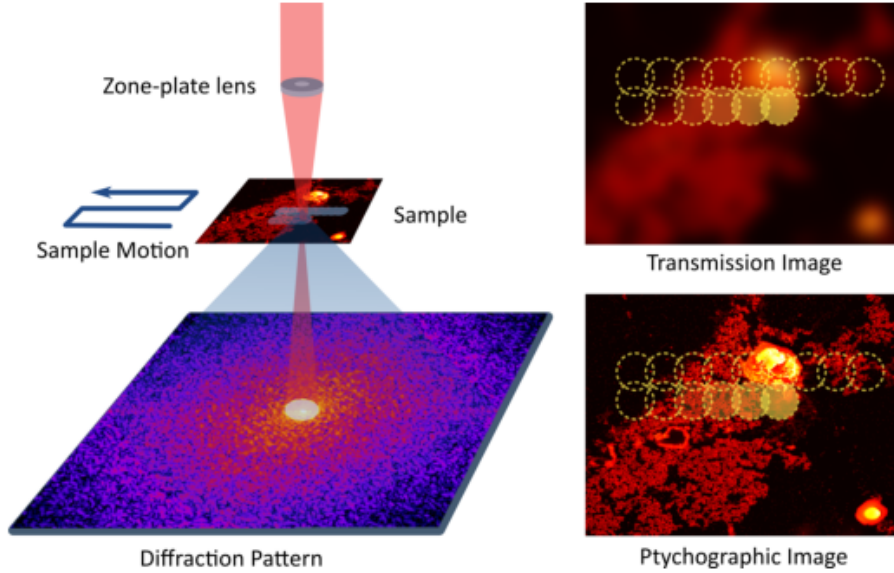 Zone-plate lens
Sample
Sample Motion
Diffraction Pattern
Transmission Image
Ptychographic Image